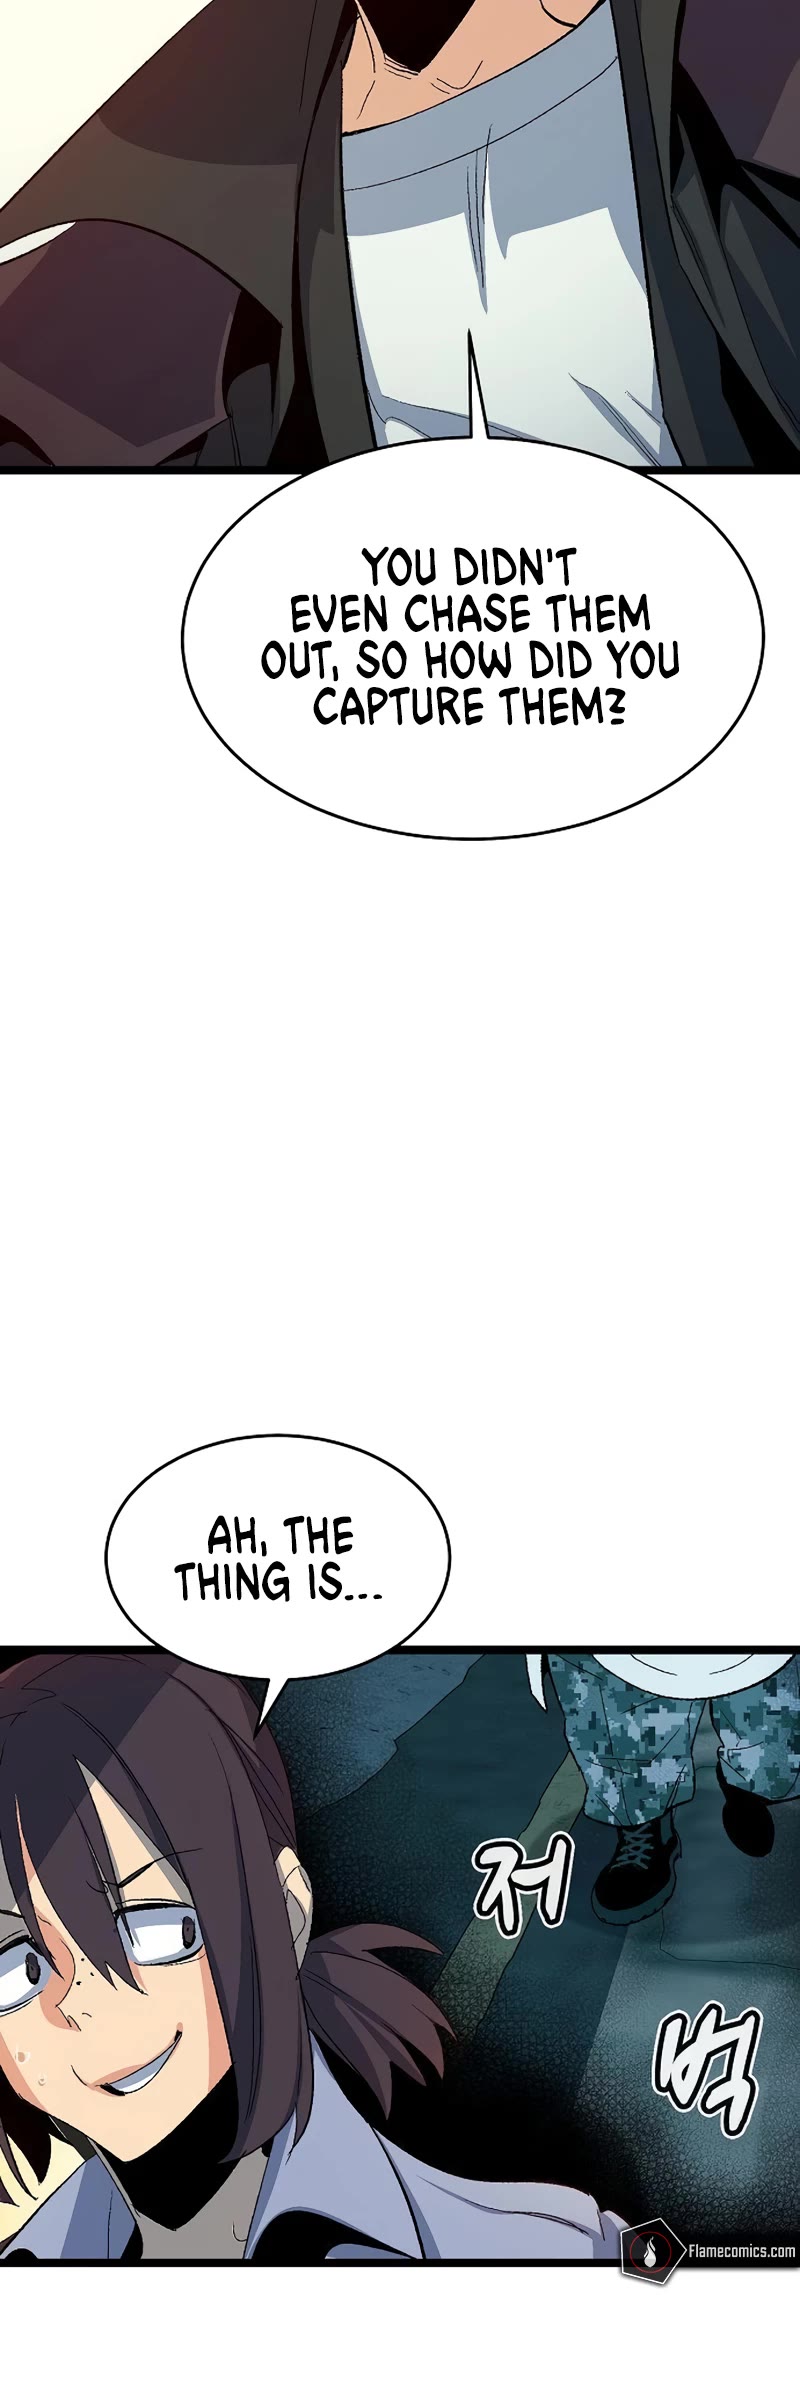 YOU DIDN'T
EVEN CHASE THEM
OUT, SO HOW DID YOU
CAPTURE THEM?
AH, THE
THING IS...
저
벅
Flamecomics.com